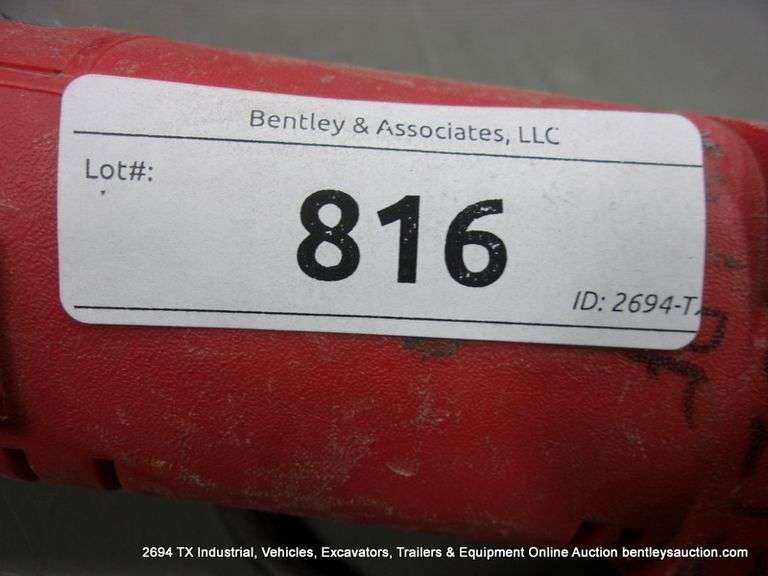 Bentley & Associates, LLC
Lot#:
816
ID: 2694-T
2694 TX Industrial, Vehicles, Excavators, Trailers & Equipment Online Auction bentleysauction.com